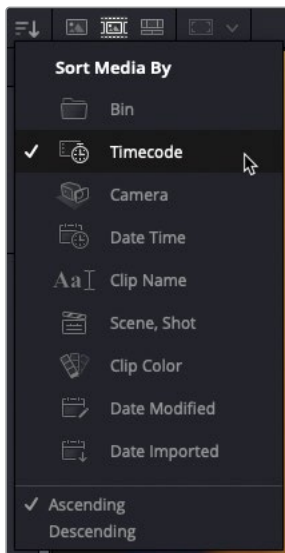 Sort Media By
Bin
Timecode
Camera
Date Time
Aa Clip Name
Scene, Shot
Clip Color
Date Modified
Date Imported
Ascending
Descending